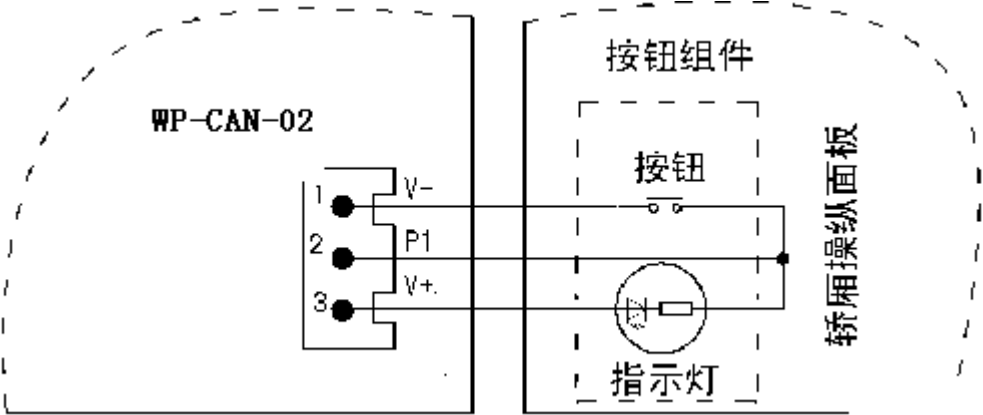 按钮组件
WP-CAN-02
按钮
1 V-
2 P1
3 V+
指示灯
轿厢操纵面板